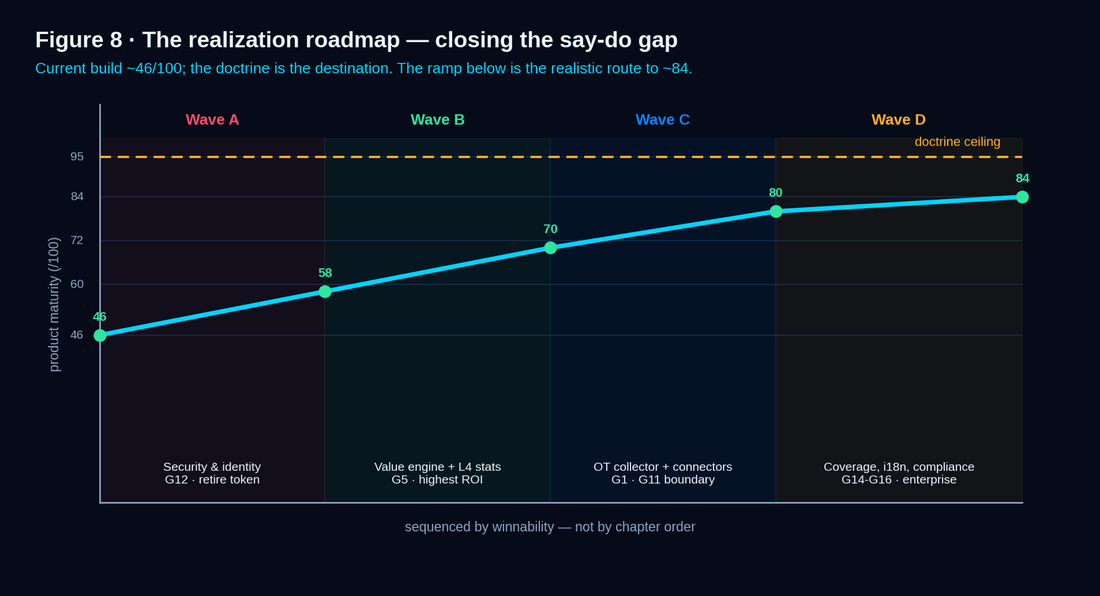 Figure 8 · The realization roadmap — closing the say-do gap
Current build ~46/100; the doctrine is the destination. The ramp below is the realistic route to ~84.
Wave A
Wave B
Wave C
Wave D
doctrine ceiling
95
84
72
60
46
46
58
70
80
84
product maturity (/100)
Security & identity
G12 · retire token
Value engine + L4 stats
G5 · highest ROI
OT collector + connectors
G1 · G11 boundary
Coverage, i18n, compliance
G14-G16 · enterprise
sequenced by winnability — not by chapter order